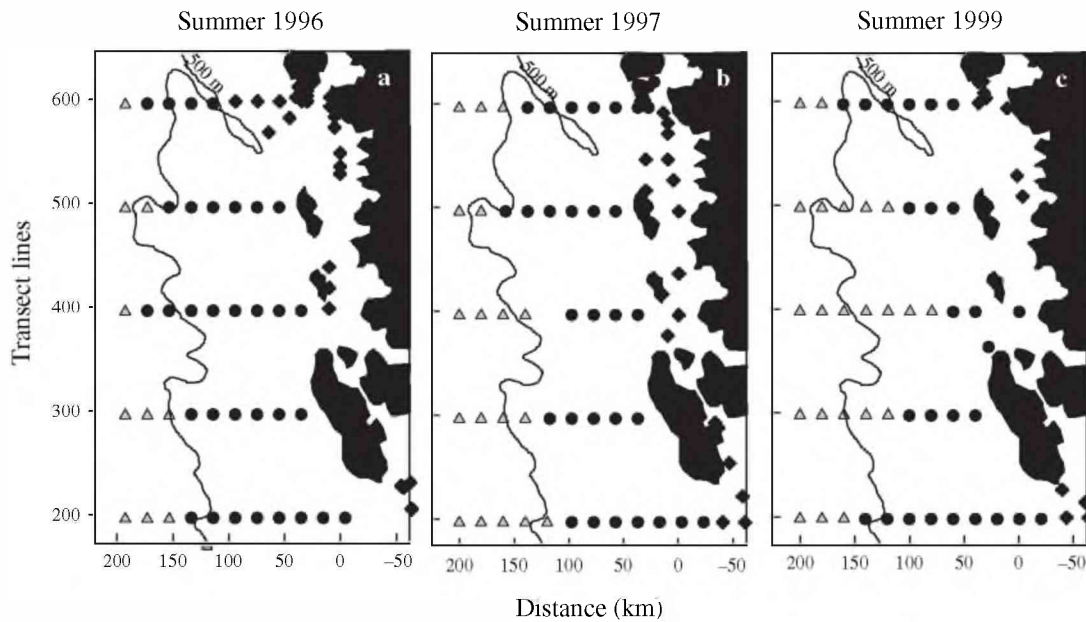 Summer 1996
Summer 1997
Summer 1999
Transect lines
600
500
400
300
200
500 m
a
500 m
b
500 m
c
200 150 100 50 0 –50
200 150 100 50 0 –50
200 150 100 50 0 –50
Distance (km)